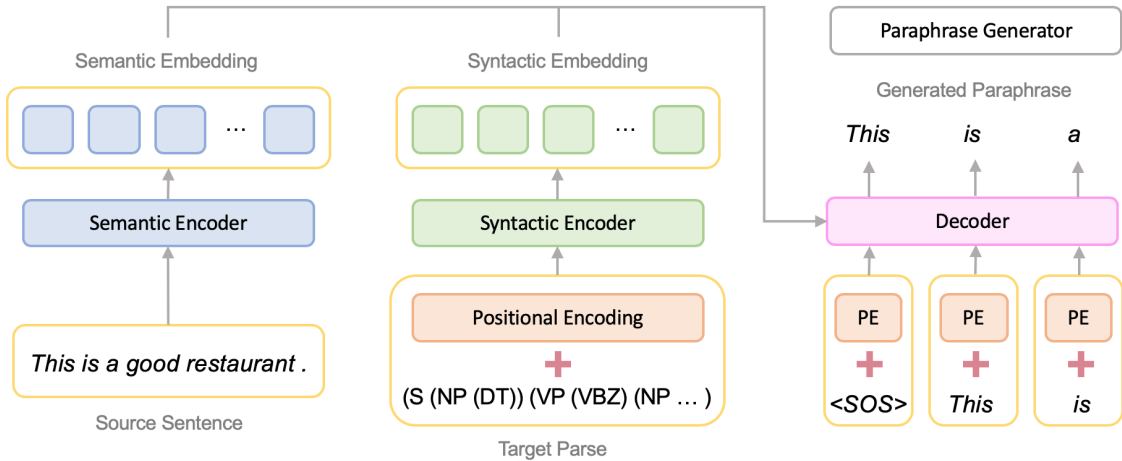 Semantic Embedding
…
Semantic Encoder
This is a good restaurant .
Source Sentence
Syntactic Embedding
…
Syntactic Encoder
Positional Encoding
+
(S (NP (DT)) (VP (VBZ) (NP … )
Target Parse
Paraphrase Generator
Generated Paraphrase
This is a
Decoder
PE PE PE
+ + +
<SOS> This is